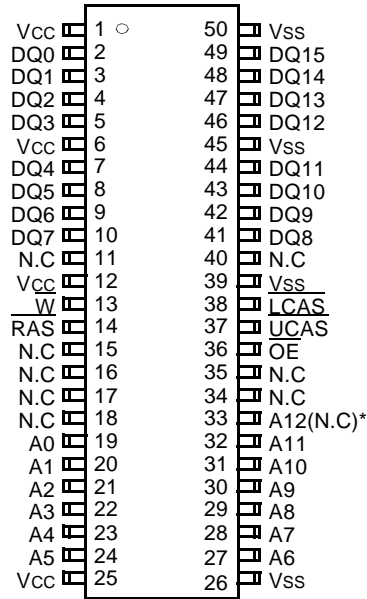 VCC 1 50 VSS
DQ0 2 49 DQ15
DQ1 3 48 DQ14
DQ2 4 47 DQ13
DQ3 5 46 DQ12
VCC 6 45 VSS
DQ4 7 44 DQ11
DQ5 8 43 DQ10
DQ6 9 42 DQ9
DQ7 10 41 DQ8
N.C 11 40 N.C
VCC 12 39 VSS
W 13 38 LCAS
RAS 14 37 UCAS
N.C 15 36 OE
N.C 16 35 N.C
N.C 17 34 N.C
N.C 18 33 A12(N.C)*
A0 19 32 A11
A1 20 31 A10
A2 21 30 A9
A3 22 29 A8
A4 23 28 A7
A5 24 27 A6
VCC 25 26 VSS